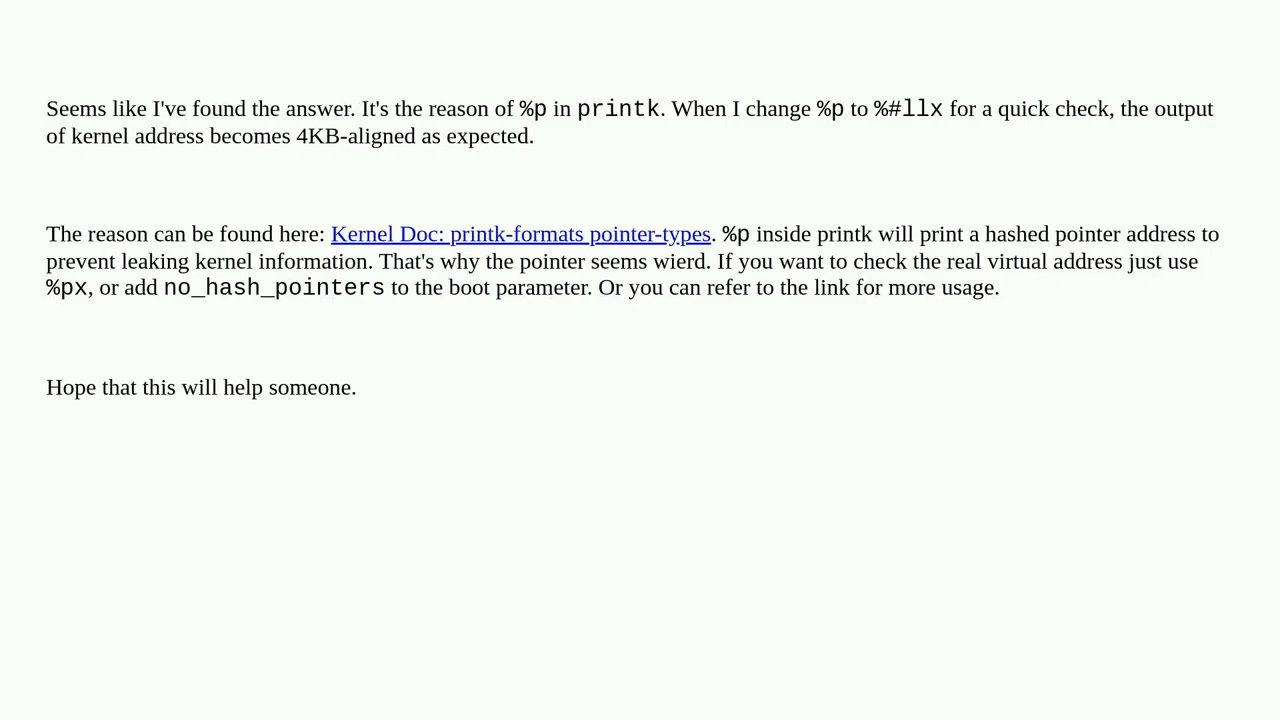 Seems like I've found the answer. It's the reason of %p in printk. When I change %p to %#llx for a quick check, the output
of kernel address becomes 4KB-aligned as expected.
The reason can be found here: Kernel Doc: printk-formats pointer-types. %p inside printk will print a hashed pointer address to
prevent leaking kernel information. That's why the pointer seems wierd. If you want to check the real virtual address just use
%px, or add no_hash_pointers to the boot parameter. Or you can refer to the link for more usage.
Hope that this will help someone.